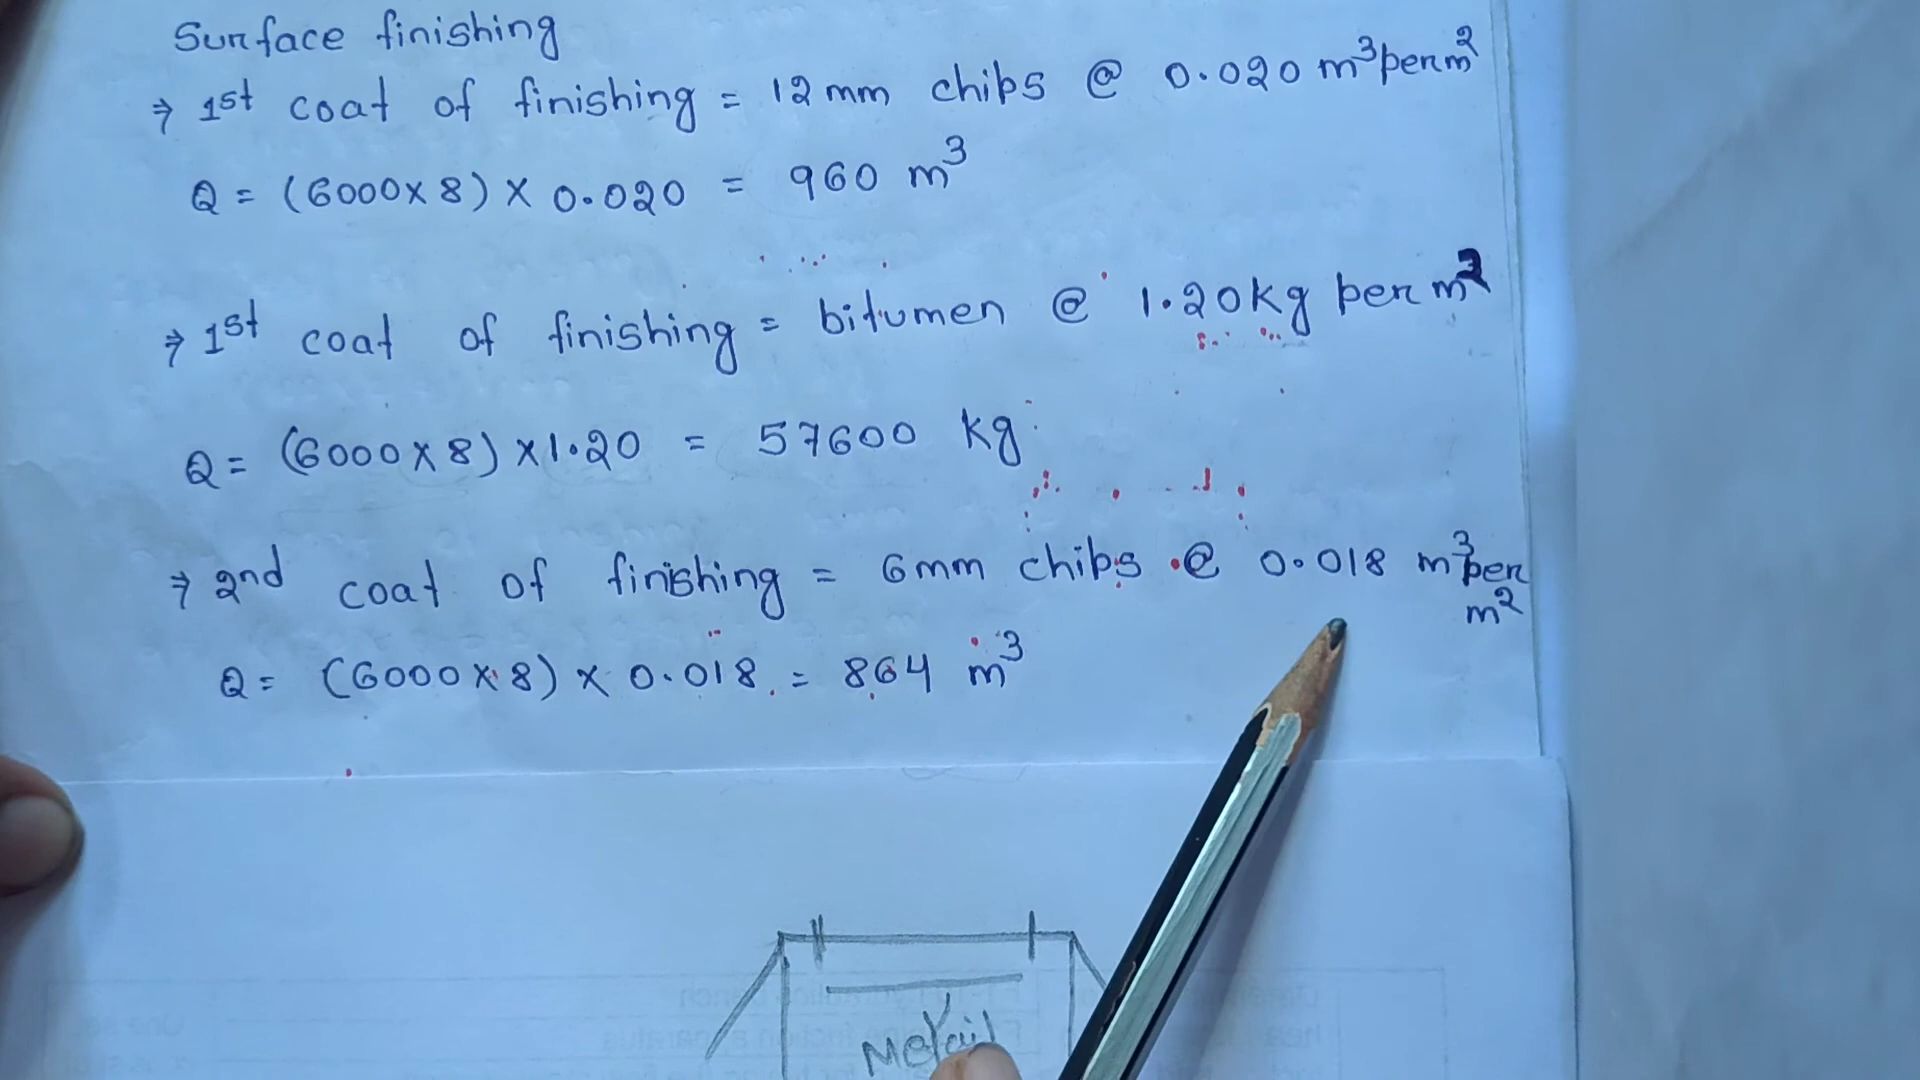 Surface finishing
⇒ 1st coat of finishing = 12 mm chips @ 0.020 m³ per m²
Q = (6000 x 8) x 0.020 = 960 m³
⇒ 1st coat of finishing = bitumen @ 1.20 kg per m²
Q = (6000 x 8) x 1.20 = 57600 kg
⇒ 2nd coat of finishing = 6 mm chips @ 0.018 m³ per m²
Q = (6000 x 8) x 0.018 = 864 m³